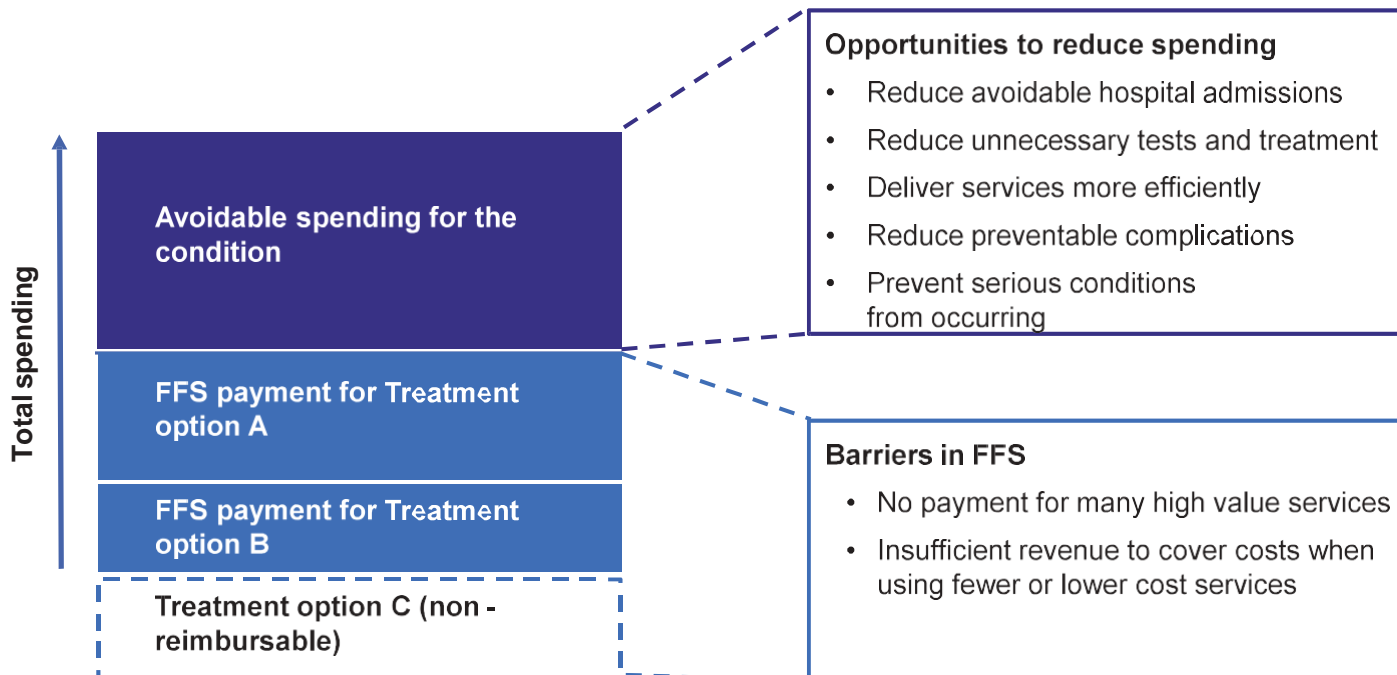 Total spending
Avoidable spending for the
condition
FFS payment for Treatment
option A
FFS payment for Treatment
option B
Treatment option C (non -
reimbursable)
Opportunities to reduce spending
• Reduce avoidable hospital admissions
• Reduce unnecessary tests and treatment
• Deliver services more efficiently
• Reduce preventable complications
• Prevent serious conditions
from occurring
Barriers in FFS
• No payment for many high value services
• Insufficient revenue to cover costs when
using fewer or lower cost services